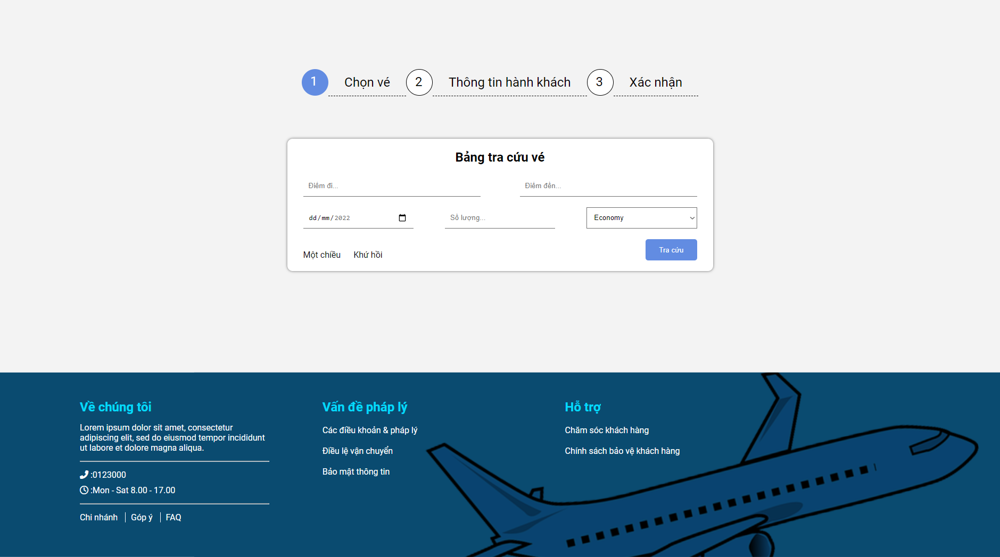 1 Chọn vé 2 Thông tin hành khách 3 Xác nhận
Bảng tra cứu vé
Điểm đi... Điểm đến...
dd/mm/2022 Số lượng... Economy
Một chiều Khứ hồi Tra cứu
Về chúng tôi
Lorem ipsum dolor sit amet, consectetur
adipiscing elit, sed do eiusmod tempor incididunt
ut labore et dolore magna aliqua.
:0123000
:Mon - Sat 8.00 - 17.00
Chi nhánh Góp ý FAQ
Vấn đề pháp lý
Các điều khoản & pháp lý
Điều lệ vận chuyển
Bảo mật thông tin
Hỗ trợ
Chăm sóc khách hàng
Chính sách bảo vệ khách hàng